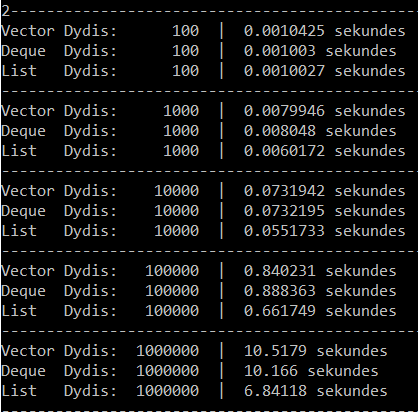 2---------------------------------------------
Vector Dydis:      100  |  0.0010425 sekundes
Deque  Dydis:      100  |  0.001003 sekundes
List   Dydis:      100  |  0.0010027 sekundes
----------------------------------------------
Vector Dydis:     1000  |  0.0079946 sekundes
Deque  Dydis:     1000  |  0.008048 sekundes
List   Dydis:     1000  |  0.0060172 sekundes
----------------------------------------------
Vector Dydis:    10000  |  0.0731942 sekundes
Deque  Dydis:    10000  |  0.0732195 sekundes
List   Dydis:    10000  |  0.0551733 sekundes
----------------------------------------------
Vector Dydis:   100000  |  0.840231 sekundes
Deque  Dydis:   100000  |  0.888363 sekundes
List   Dydis:   100000  |  0.661749 sekundes
----------------------------------------------
Vector Dydis:  1000000  |  10.5179 sekundes
Deque  Dydis:  1000000  |  10.166 sekundes
List   Dydis:  1000000  |  6.84118 sekundes
----------------------------------------------